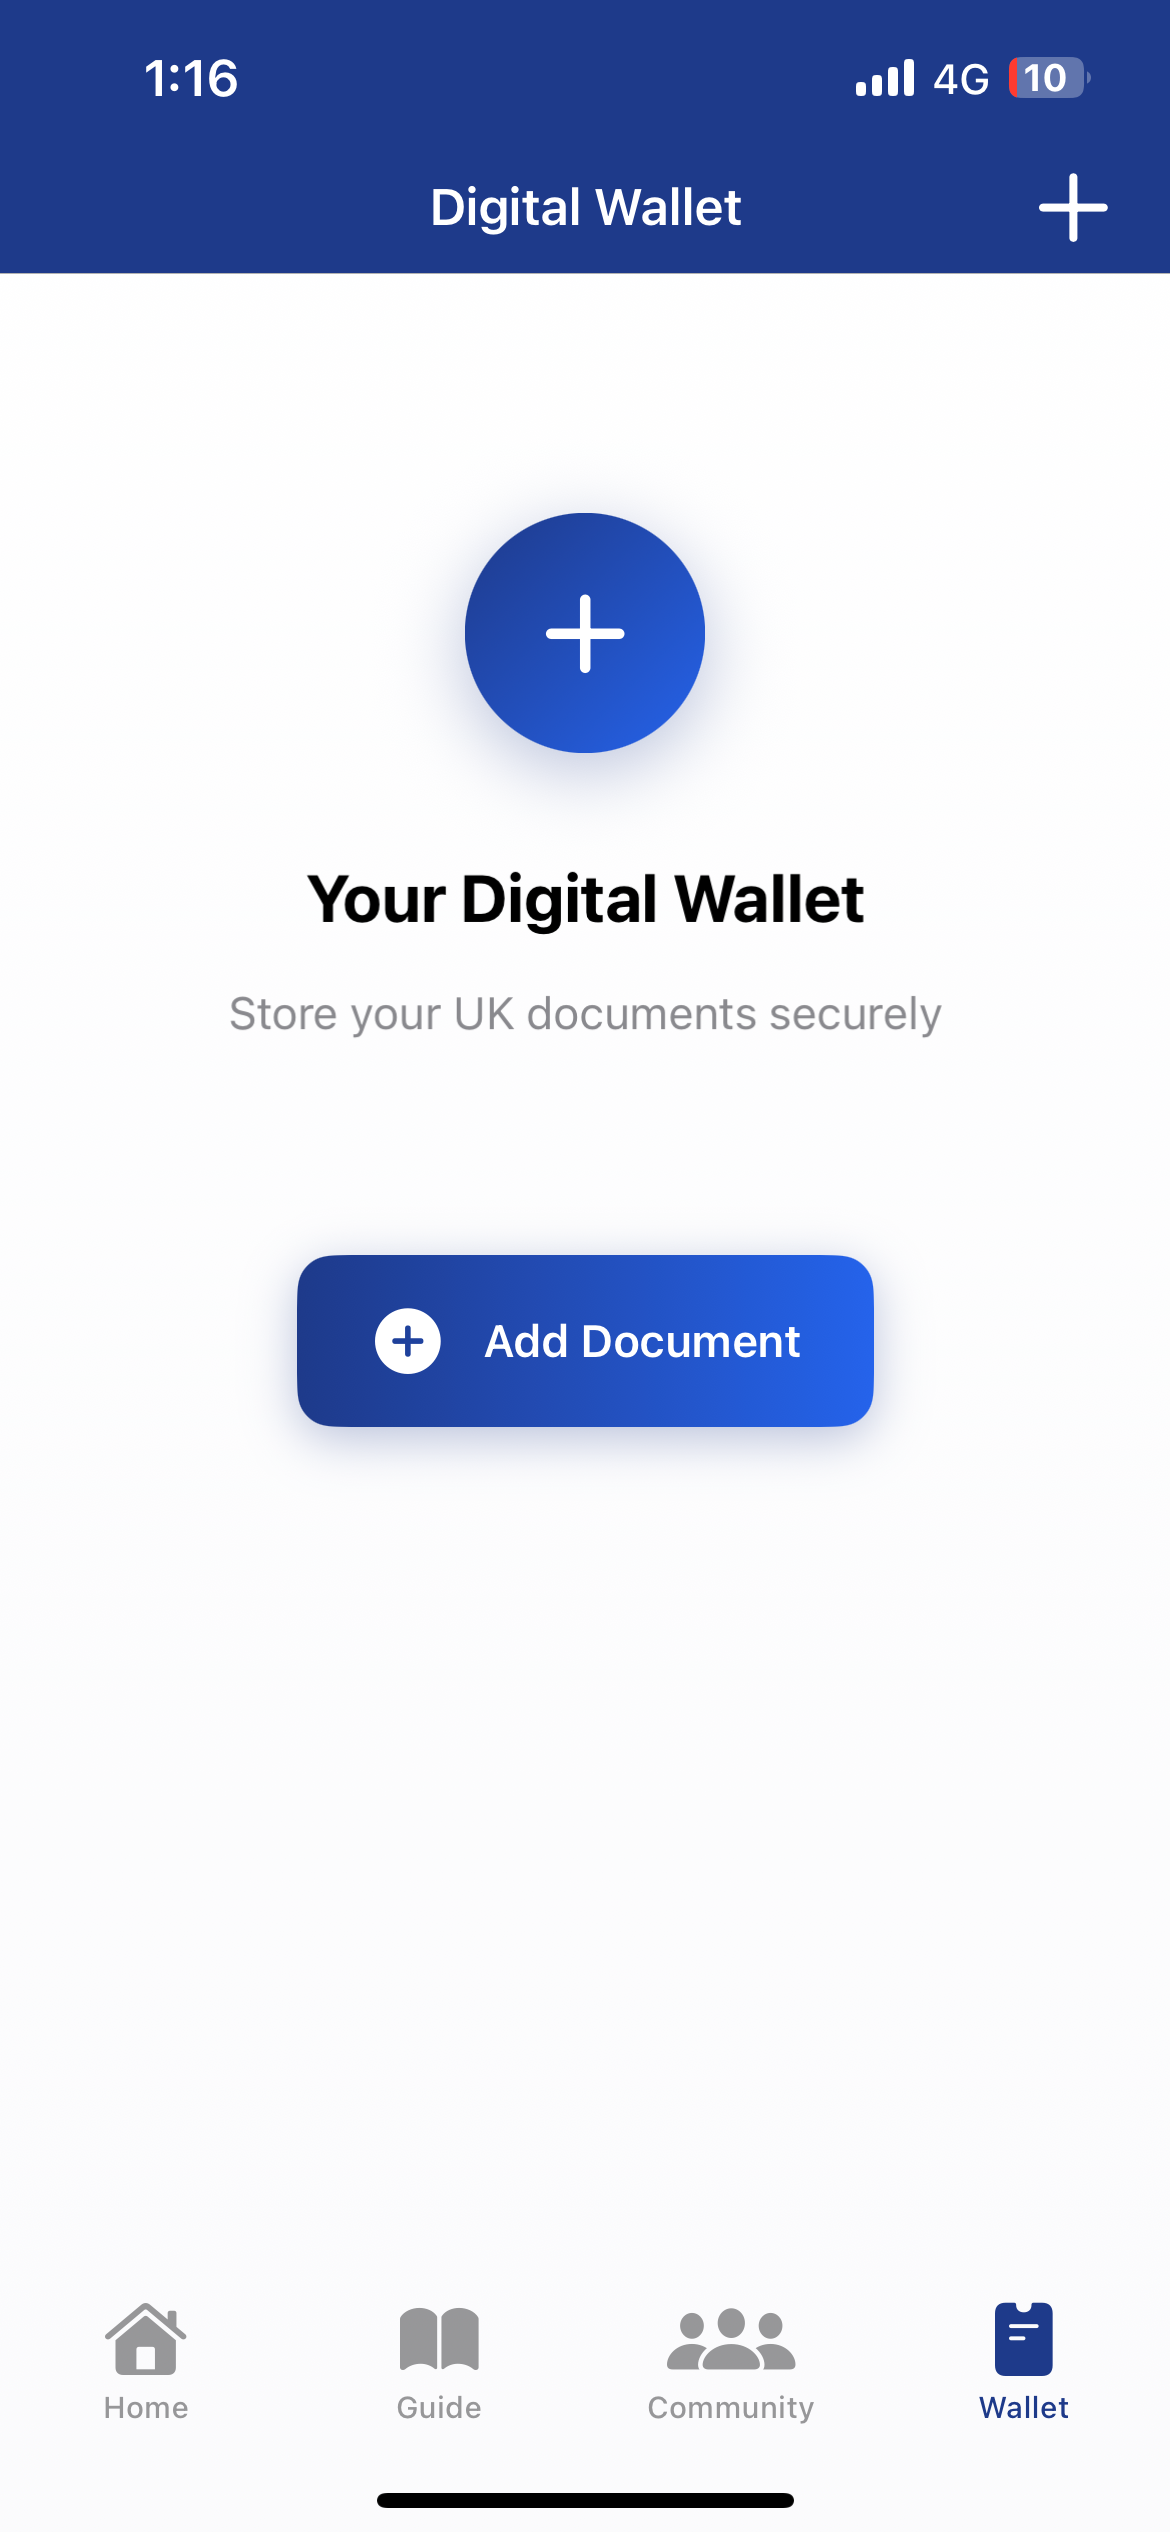 1:16
4G
10
Digital Wallet
Your Digital Wallet
Store your UK documents securely
Add Document
Home
Guide
Community
Wallet